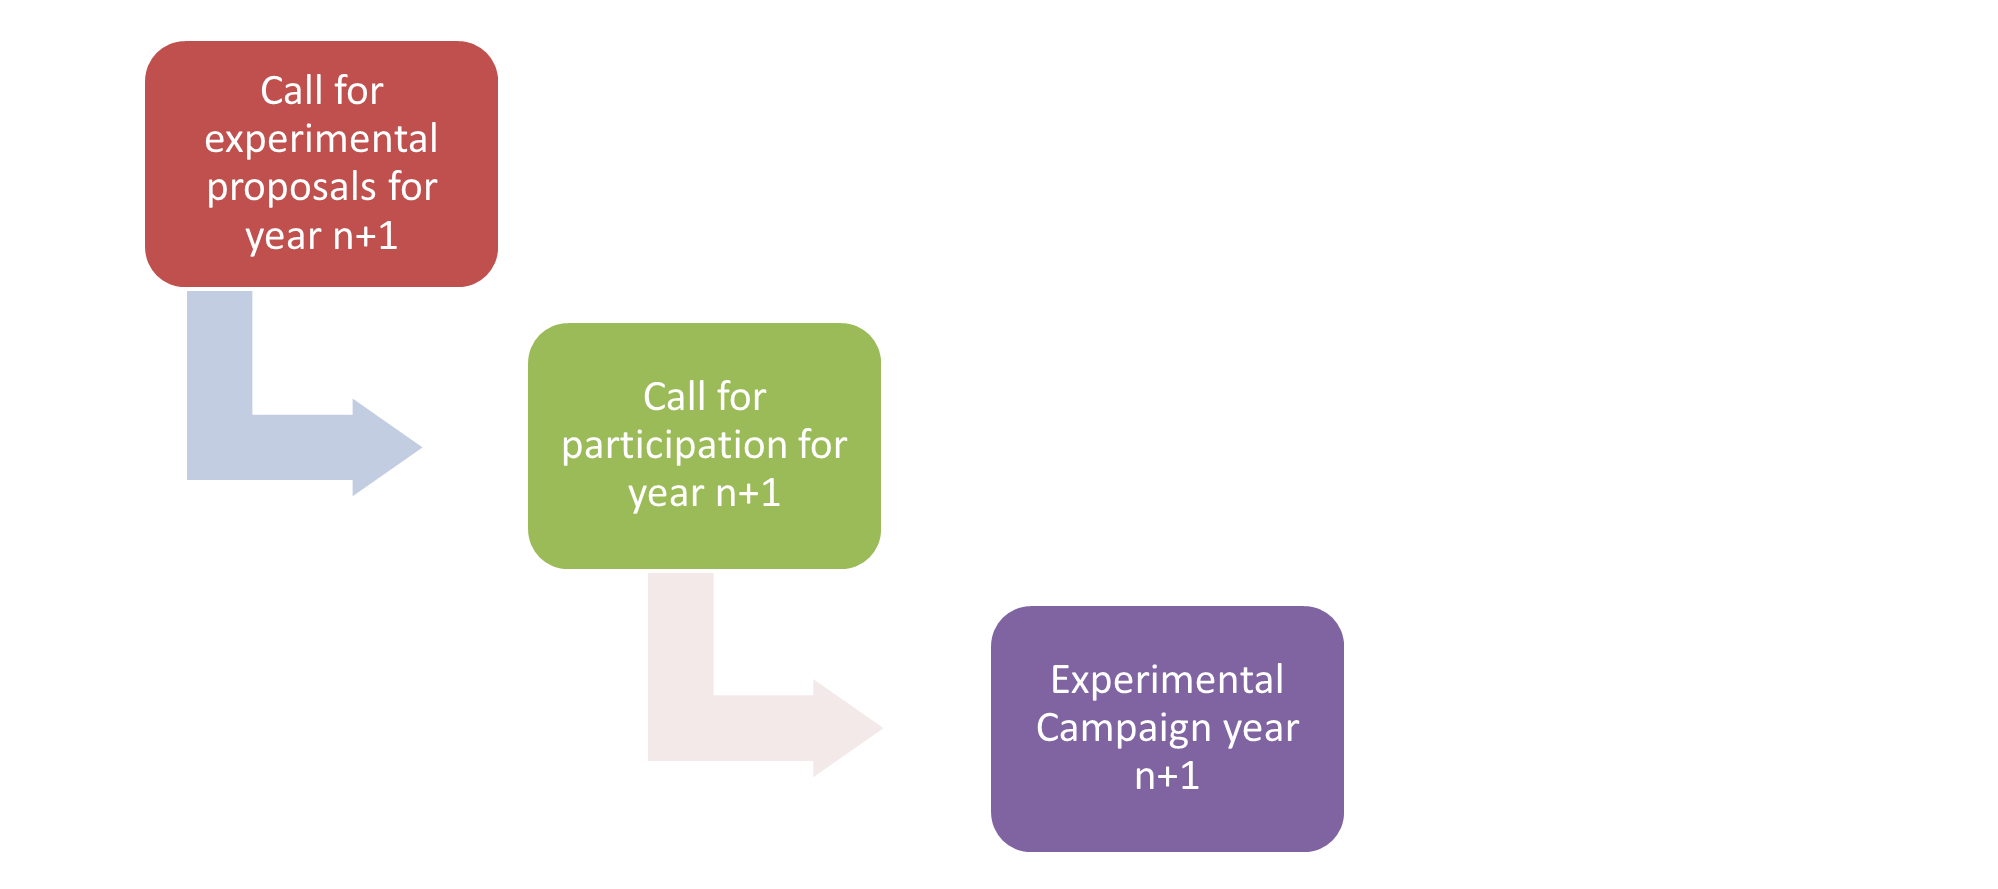 Call for
experimental
proposals for
year n+1
Call for
participation for
year n+1
Experimental
Campaign year
n+1